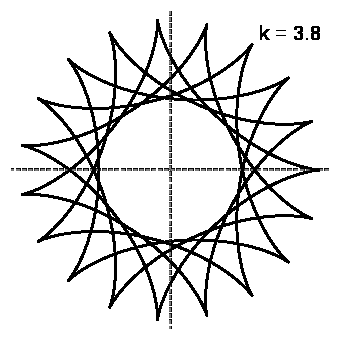 k = 3.8